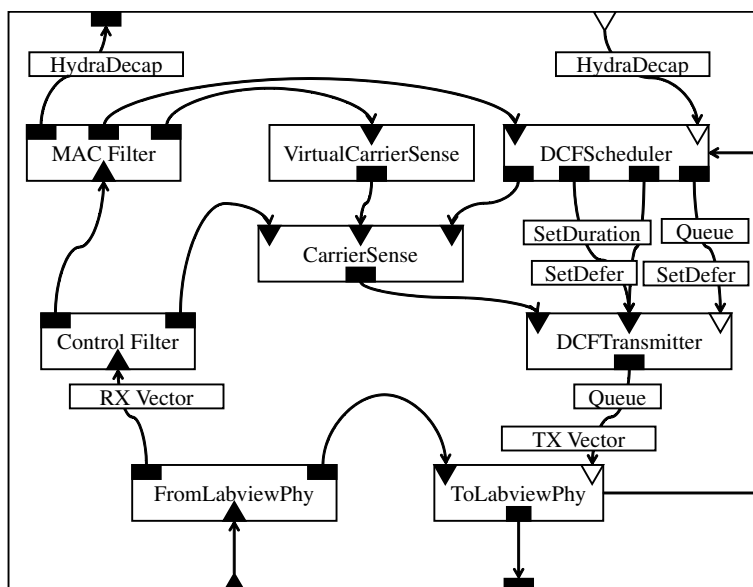 HydraDecap
HydraDecap
MAC Filter
VirtualCarrierSense
DCFScheduler
SetDuration
Queue
CarrierSense
SetDefer
SetDefer
Control Filter
DCFTransmitter
RX Vector
Queue
TX Vector
FromLabviewPhy
ToLabviewPhy